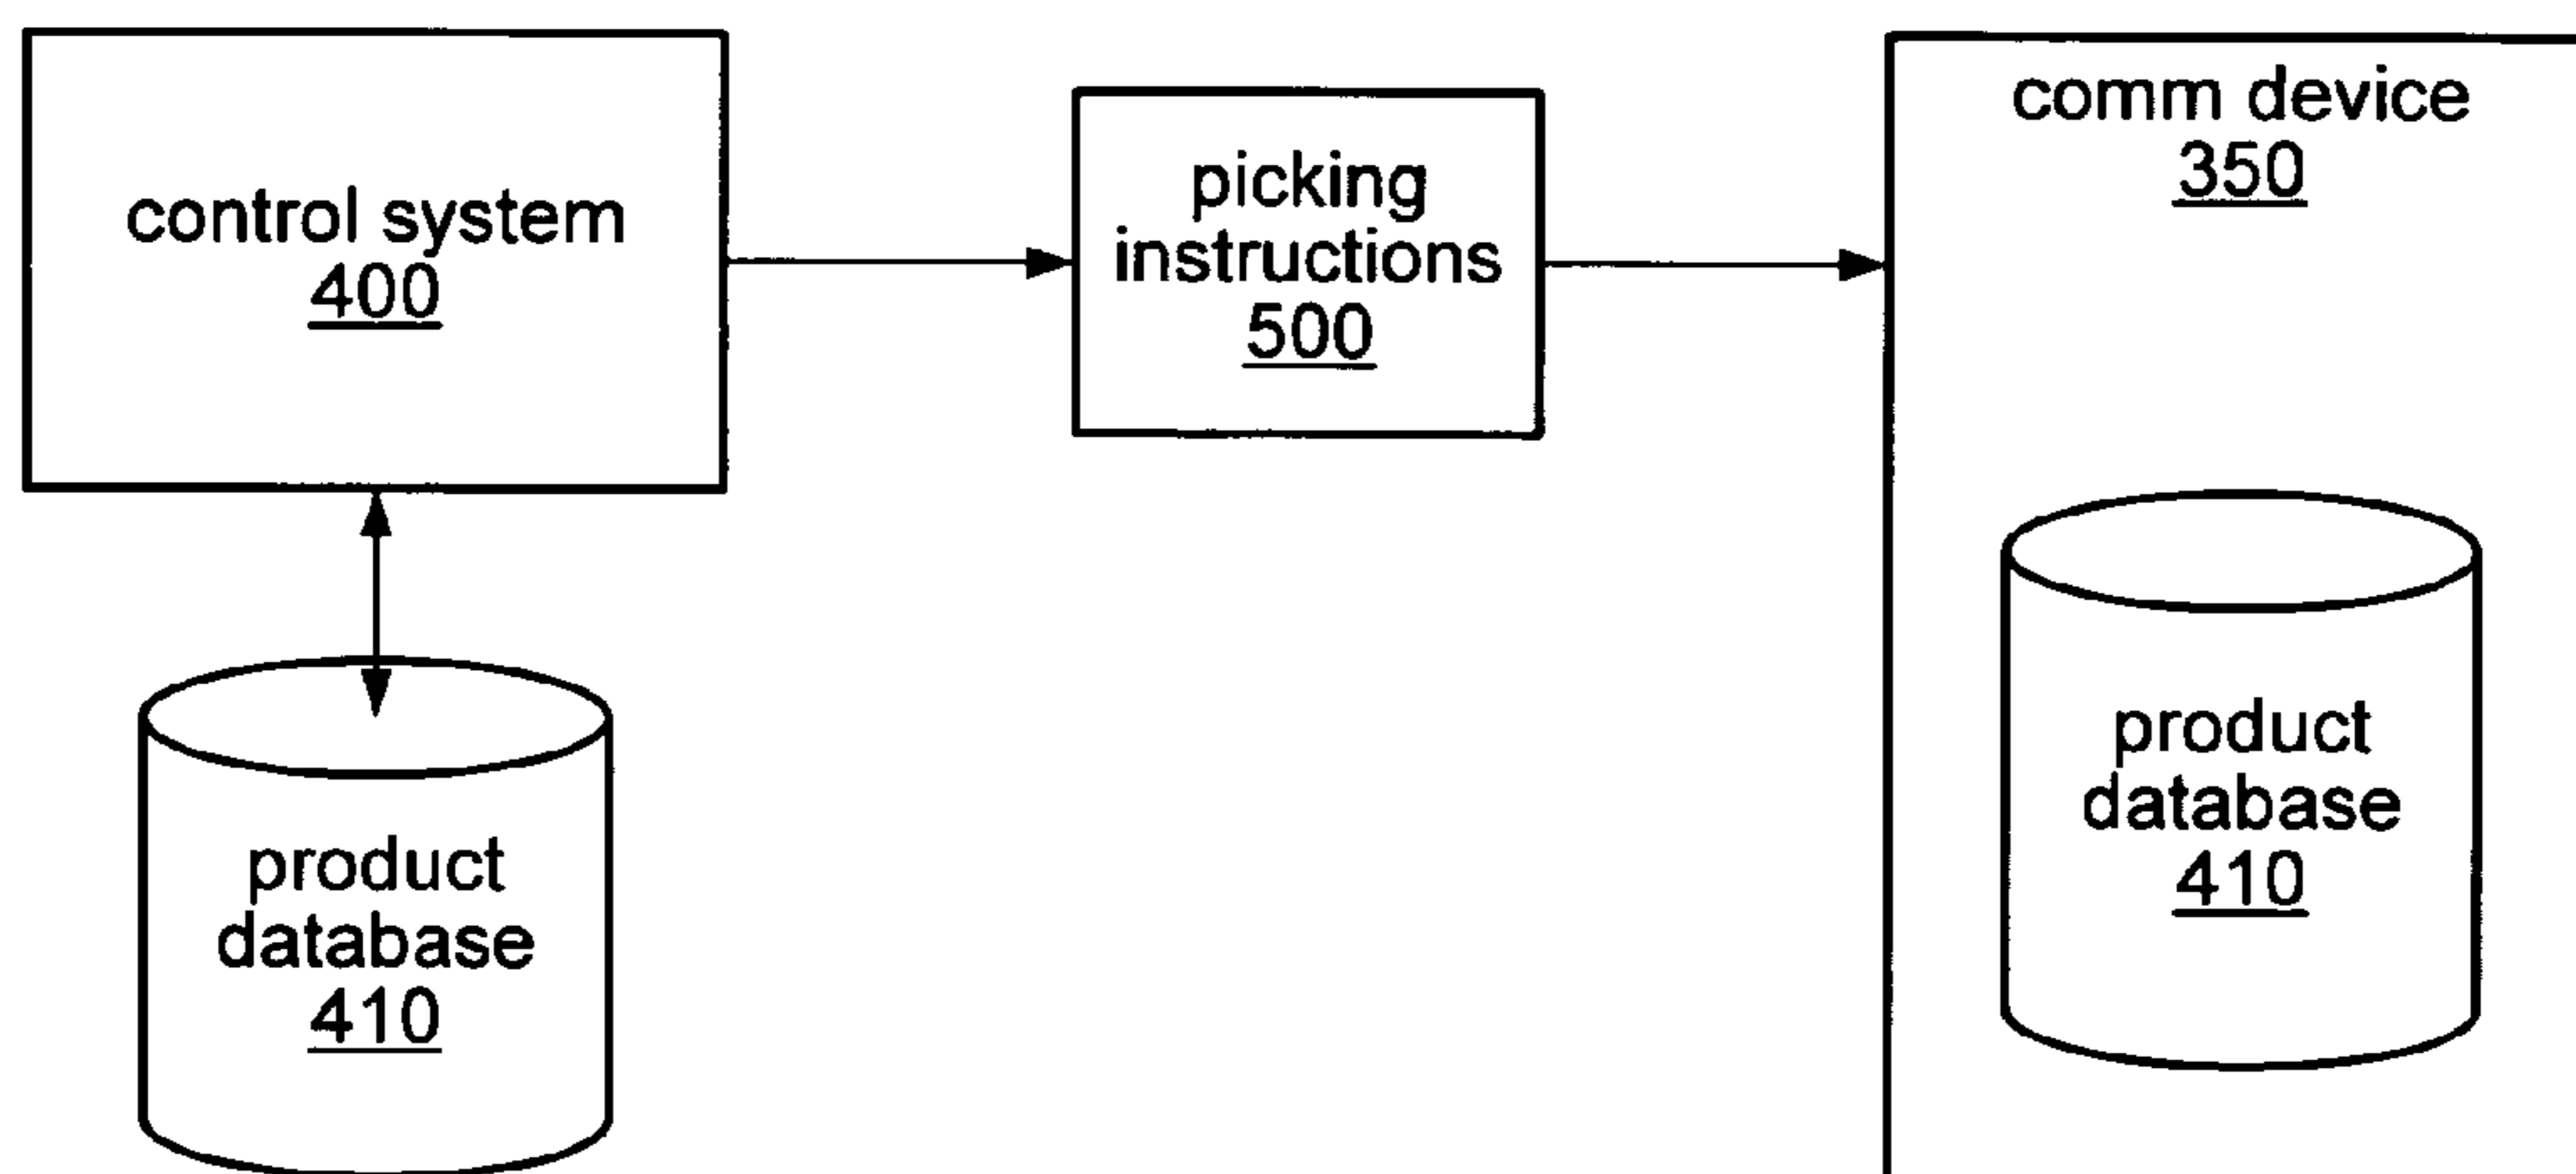 control system
400
picking
instructions
500
comm device
350
product
database
410
product
database
410